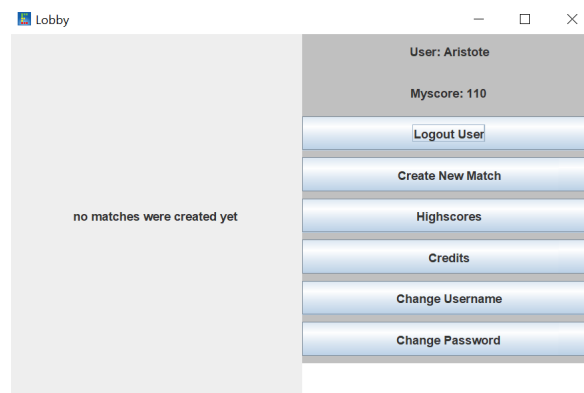 Lobby
no matches were created yet
User: Aristote
Myscore: 110
Logout User
Create New Match
Highscores
Credits
Change Username
Change Password